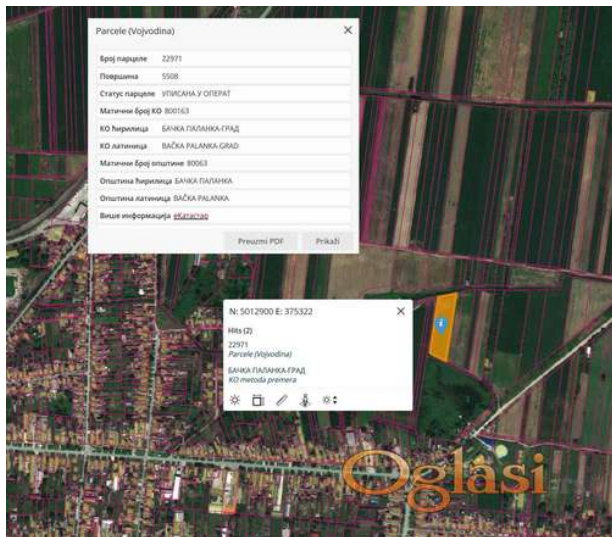 Parcele (Vojvodina)
Број парцеле 22971
Површина 5508
Статус парцеле УПИСАНА У ОПЕРАТ
Матични број КО 800163
КО ћирилица БАЧКА ПАЛАНКА-ГРАД
КО латиница BAČKA PALANKA-GRAD
Матични број општине 80063
Општина ћирилица БАЧКА ПАЛАНКА
Општина латиница BAČKA PALANKA
Више информација еКатастар
Preuzmi PDF Prikaži
N: 5012900 E: 375322
Hits (2)
22971
Parcele (Vojvodina)
БАЧКА ПАЛАНКА-ГРАД
KO metoda premera
Oglasi